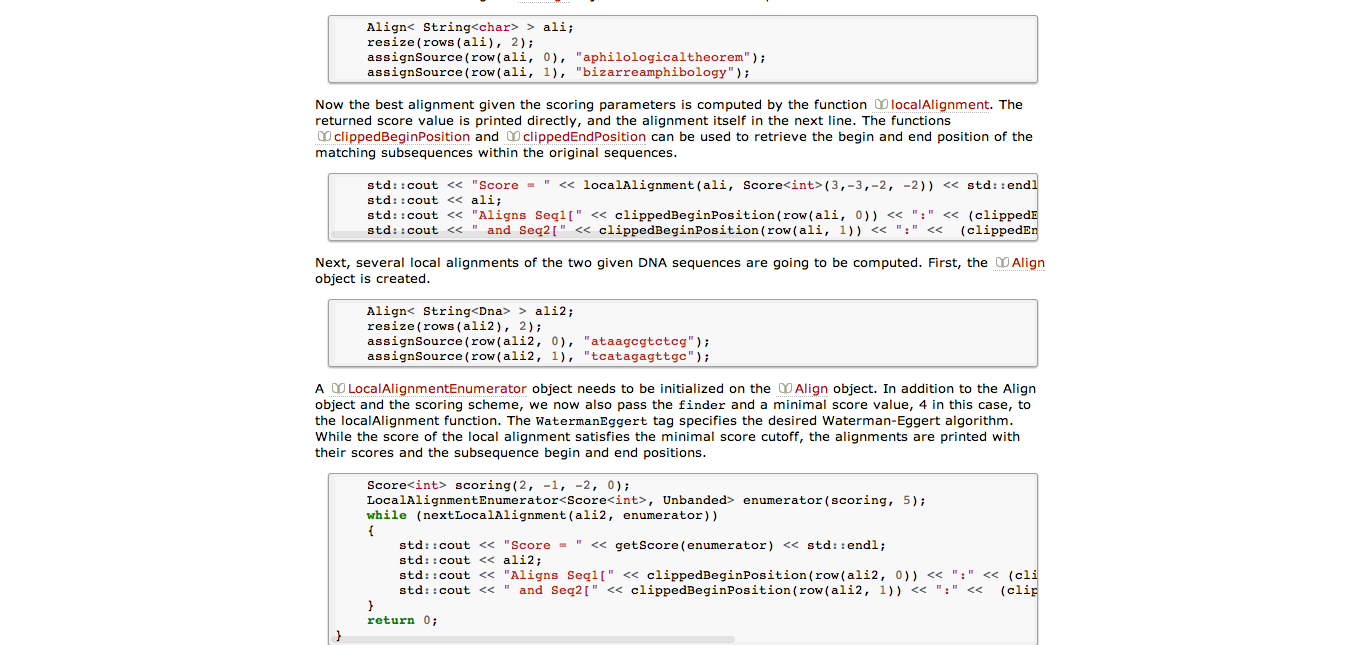 Align< String<char> > ali;
resize(rows(ali), 2);
assignSource(row(ali, 0), "aphilologicaltheorem");
assignSource(row(ali, 1), "bizarreamphibology");
Now the best alignment given the scoring parameters is computed by the function localAlignment. The
returned score value is printed directly, and the alignment itself in the next line. The functions
clippedBeginPosition and clippedEndPosition can be used to retrieve the begin and end position of the
matching subsequences within the original sequences.
std::cout << "Score = " << localAlignment(ali, Score<int>(3,-3,-2, -2)) << std::endl
std::cout << ali;
std::cout << "Aligns Seq1[" << clippedBeginPosition(row(ali, 0)) << ":" << (clippedE
std::cout << " and Seq2[" << clippedBeginPosition(row(ali, 1)) << ":" <<  (clippedEn
Next, several local alignments of the two given DNA sequences are going to be computed. First, the Align
object is created.
Align< String<Dna> > ali2;
resize(rows(ali2), 2);
assignSource(row(ali2, 0), "ataagcgtctcg");
assignSource(row(ali2, 1), "tcatagagttgc");
A LocalAlignmentEnumerator object needs to be initialized on the Align object. In addition to the Align
object and the scoring scheme, we now also pass the finder and a minimal score value, 4 in this case, to
the localAlignment function. The WatermanEggert tag specifies the desired Waterman-Eggert algorithm.
While the score of the local alignment satisfies the minimal score cutoff, the alignments are printed with
their scores and the subsequence begin and end positions.
Score<int> scoring(2, -1, -2, 0);
LocalAlignmentEnumerator<Score<int>, Unbanded> enumerator(scoring, 5);
while (nextLocalAlignment(ali2, enumerator))
{
std::cout << "Score = " << getScore(enumerator) << std::endl;
std::cout << ali2;
std::cout << "Aligns Seq1[" << clippedBeginPosition(row(ali2, 0)) << ":" << (cli
std::cout << " and Seq2[" << clippedBeginPosition(row(ali2, 1)) << ":" <<  (clip
}
return 0;
}